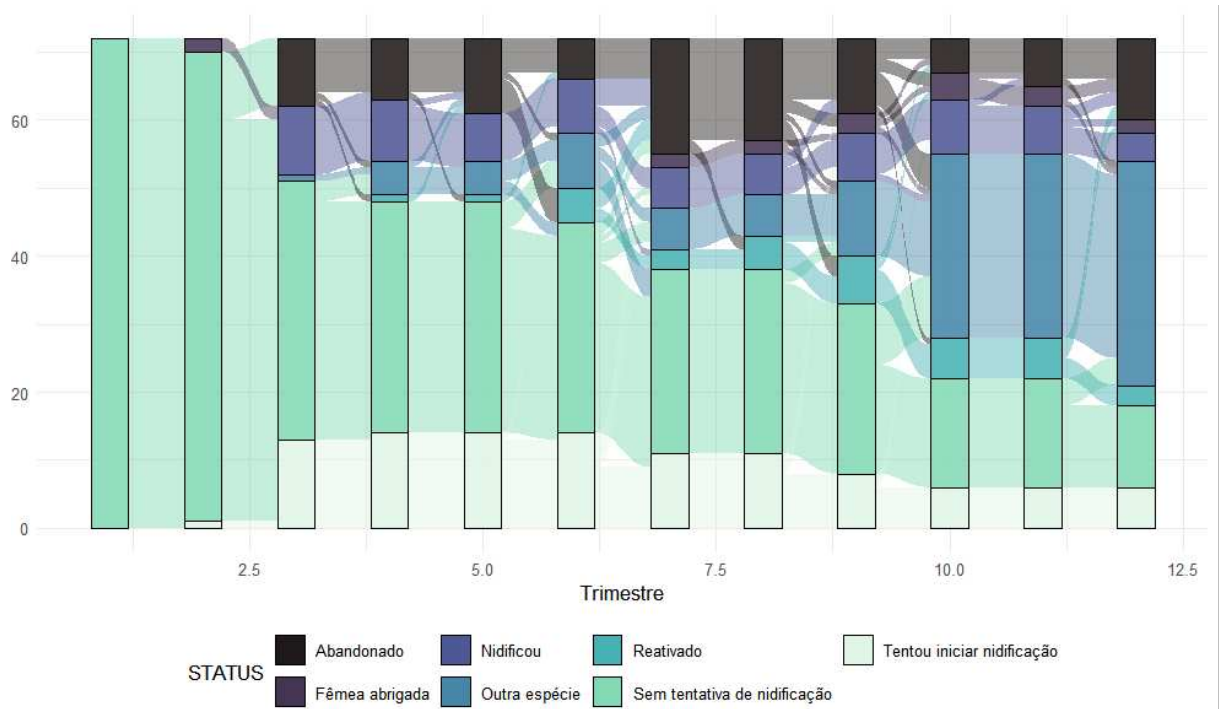 60
40
20
0
2.5 5.0 7.5 10.0 12.5
Trimestre
STATUS
Abandonado Nidificou Reativado Tentou iniciar nidificação
Fêmea abrigada Outra espécie Sem tentativa de nidificação